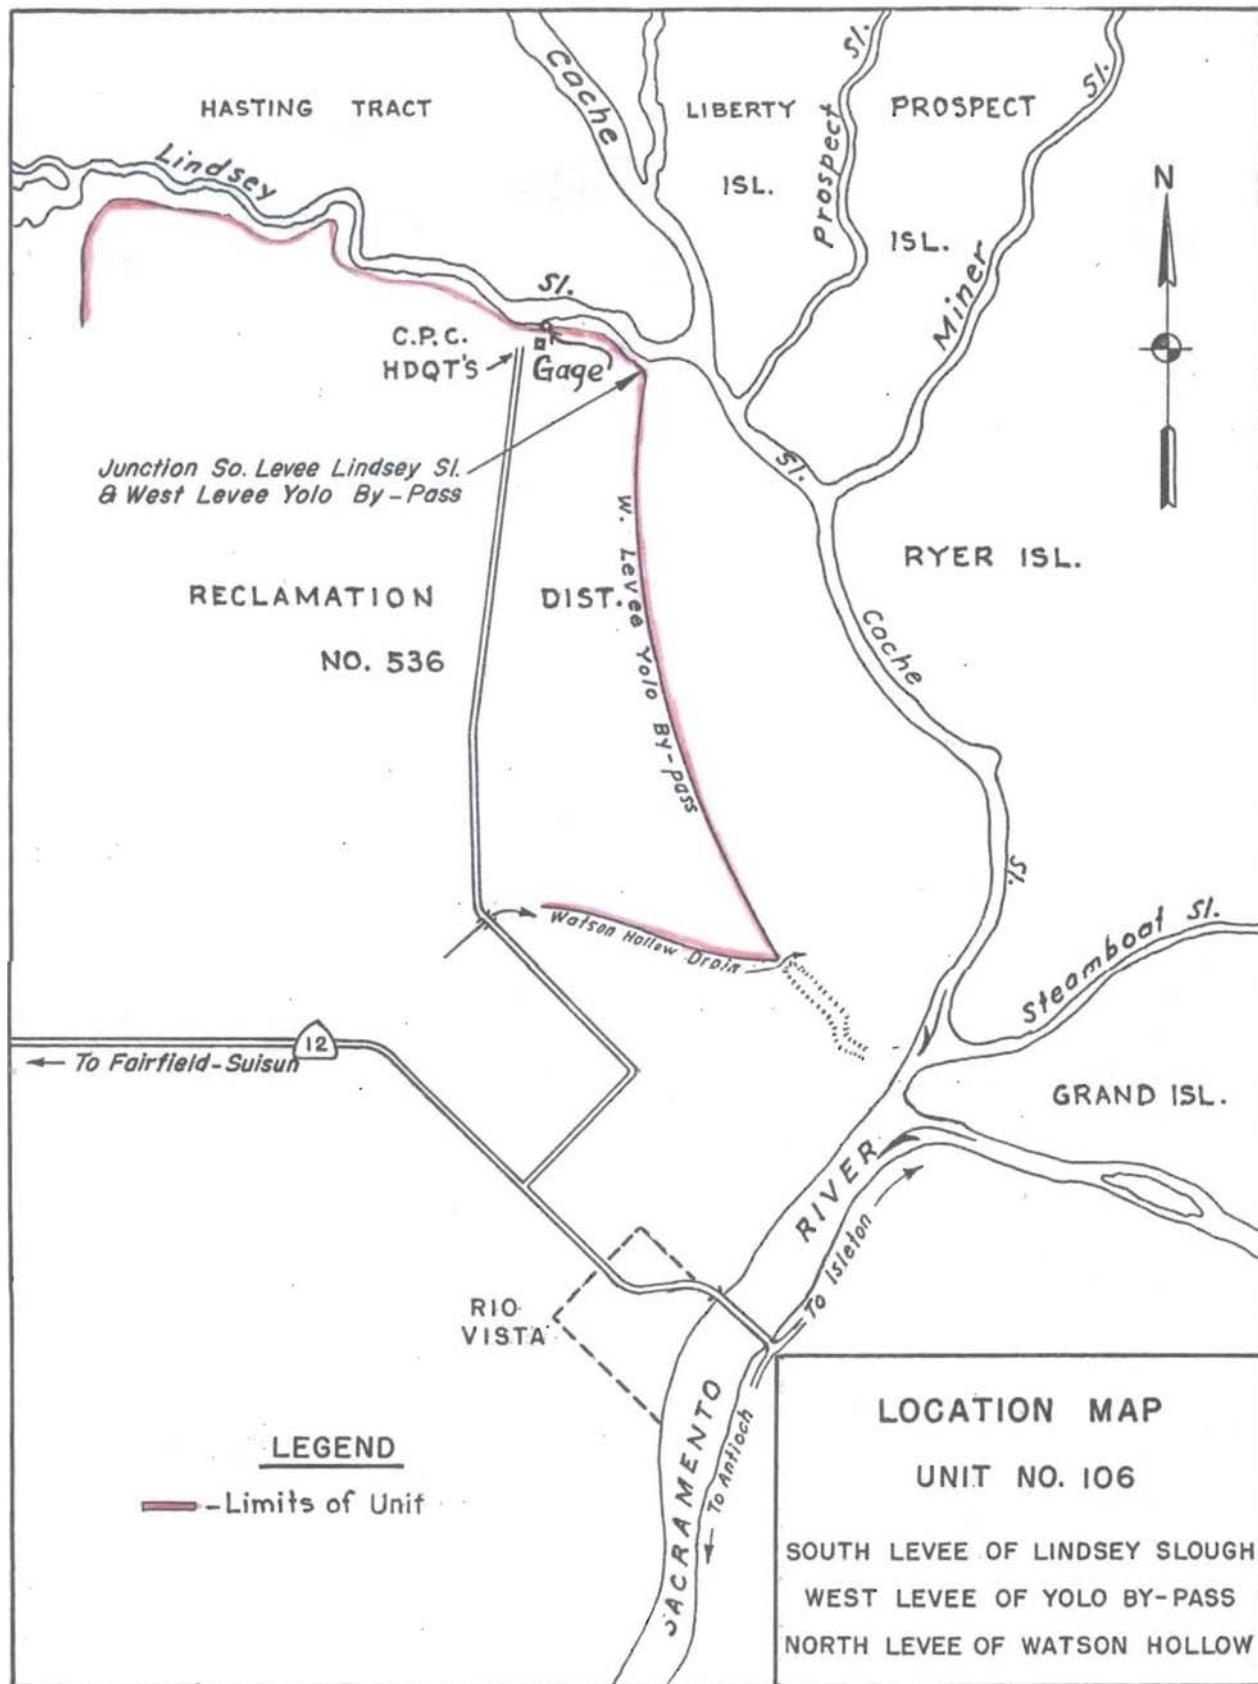 HASTING TRACT
Cache
LIBERTY
ISL.
Prospect Sl.
PROSPECT
ISL.
Miner Sl.
Lindsey
Sl.
N
C.P.C.
HDQT'S
Gage
Junction So. Levee Lindsey Sl.
& West Levee Yolo By-Pass
Sl.
RECLAMATION DIST.
NO. 536
W. Levee Yolo By-pass
RYER ISL.
Cache
Sl.
Watson Hollow Drain
Steamboat Sl.
12
To Fairfield-Suisun
GRAND ISL.
RIVER
To Isleton
RIO
VISTA
SACRAMENTO
To Antioch
LEGEND
-Limits of Unit
LOCATION MAP
UNIT NO. 106
SOUTH LEVEE OF LINDSEY SLOUGH
WEST LEVEE OF YOLO BY-PASS
NORTH LEVEE OF WATSON HOLLOW